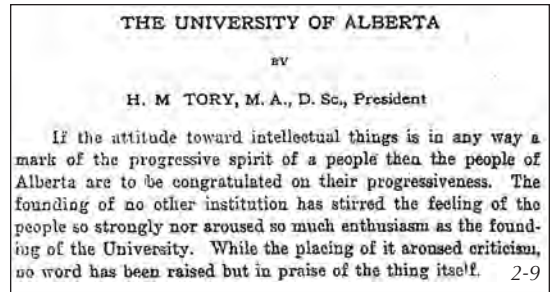 THE UNIVERSITY OF ALBERTA
BY
H. M TORY, M. A., D. Sc., President
If the attitude toward intellectual things is in any way a
mark of the progressive spirit of a people then the people of
Alberta are to be congratulated on their progressiveness. The
founding of no other institution has stirred the feeling of the
people so strongly nor aroused so much enthusiasm as the found-
ing of the University. While the placing of it aroused criticism,
no word has been raised but in praise of the thing itself.
2-9